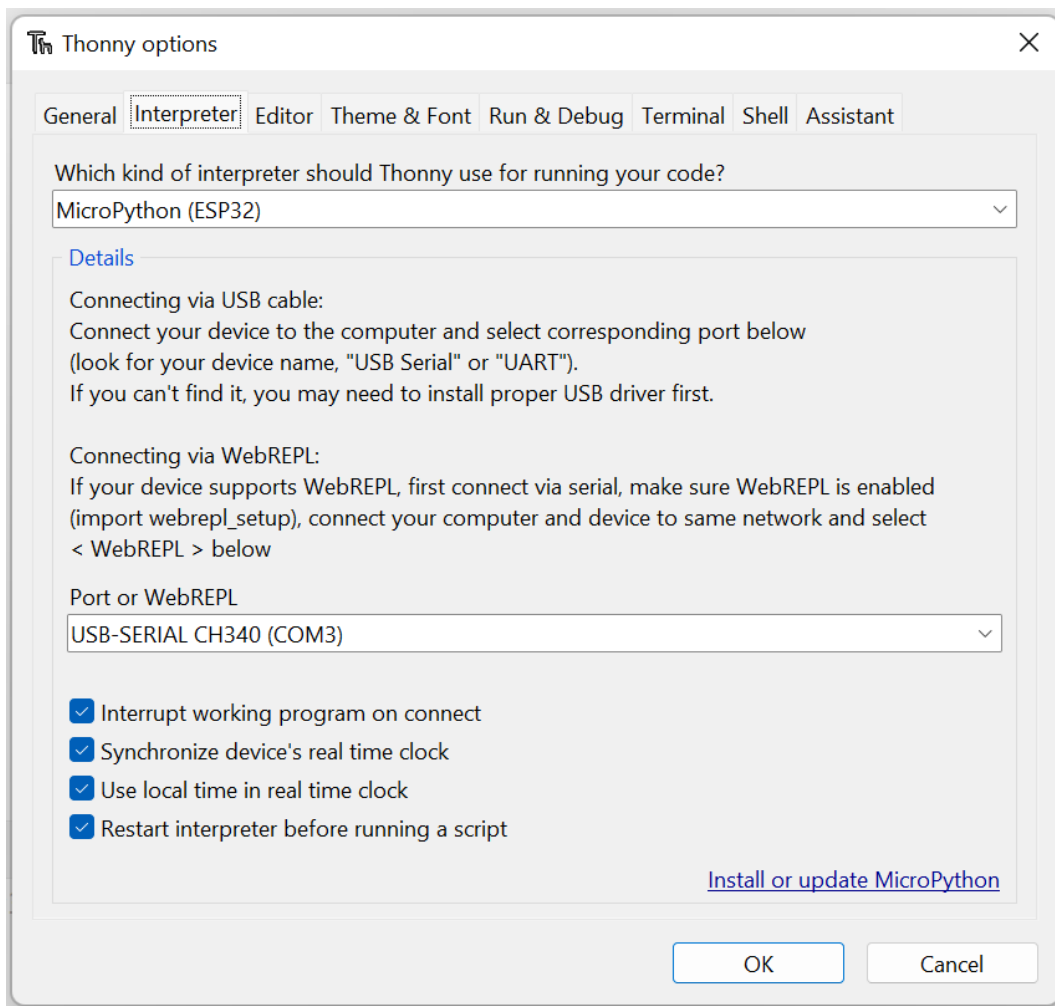 Thonny options
General
Interpreter
Editor
Theme & Font
Run & Debug
Terminal
Shell
Assistant
Which kind of interpreter should Thonny use for running your code?
MicroPython (ESP32)
Details
Connecting via USB cable:
Connect your device to the computer and select corresponding port below
(look for your device name, "USB Serial" or "UART").
If you can't find it, you may need to install proper USB driver first.
Connecting via WebREPL:
If your device supports WebREPL, first connect via serial, make sure WebREPL is enabled
(import webrepl_setup), connect your computer and device to same network and select
< WebREPL > below
Port or WebREPL
USB-SERIAL CH340 (COM3)
Interrupt working program on connect
Synchronize device's real time clock
Use local time in real time clock
Restart interpreter before running a script
Install or update MicroPython
OK
Cancel